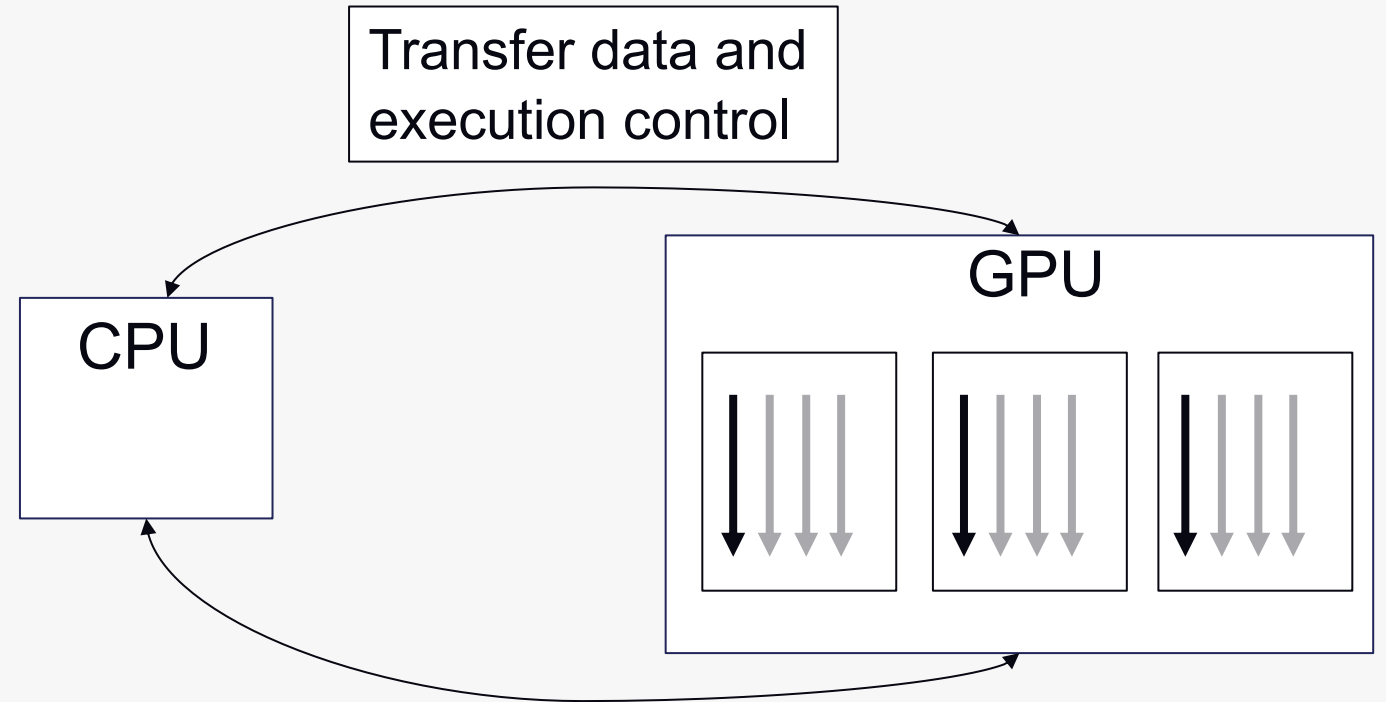 Transfer data and
execution control
GPU
CPU